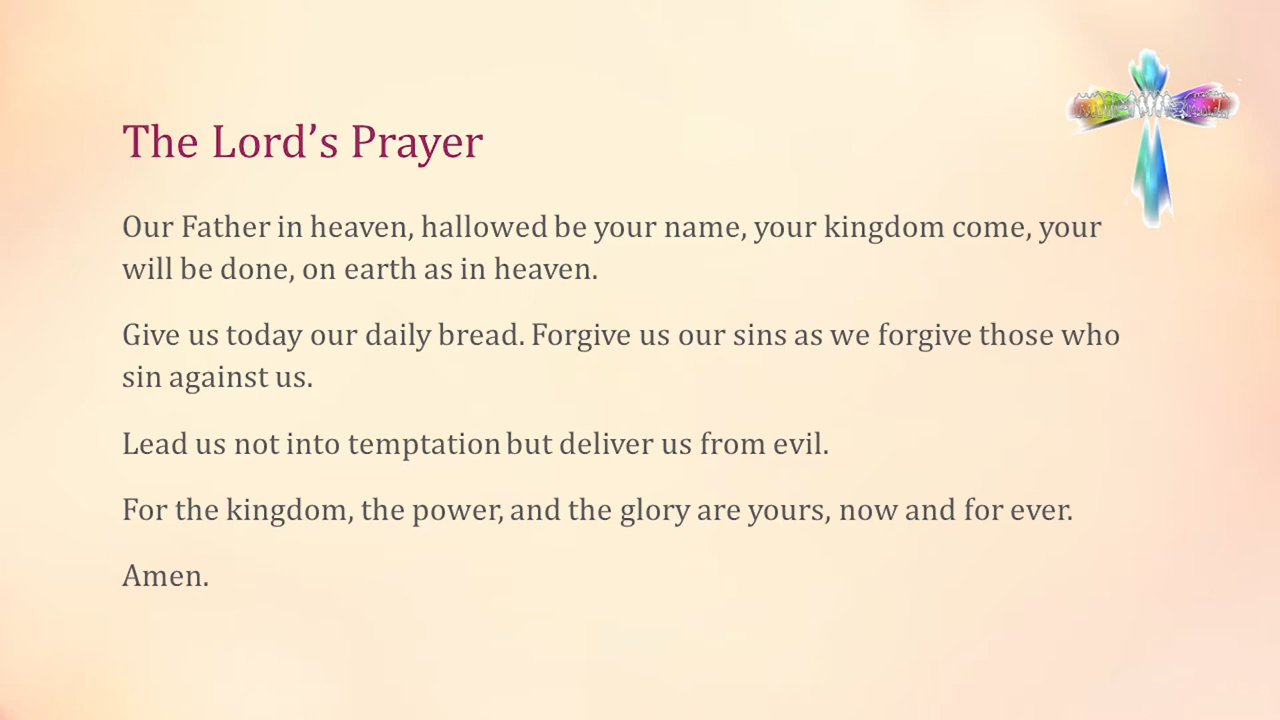 The Lord’s Prayer
Our Father in heaven, hallowed be your name, your kingdom come, your
will be done, on earth as in heaven.
Give us today our daily bread. Forgive us our sins as we forgive those who
sin against us.
Lead us not into temptation but deliver us from evil.
For the kingdom, the power, and the glory are yours, now and for ever.
Amen.